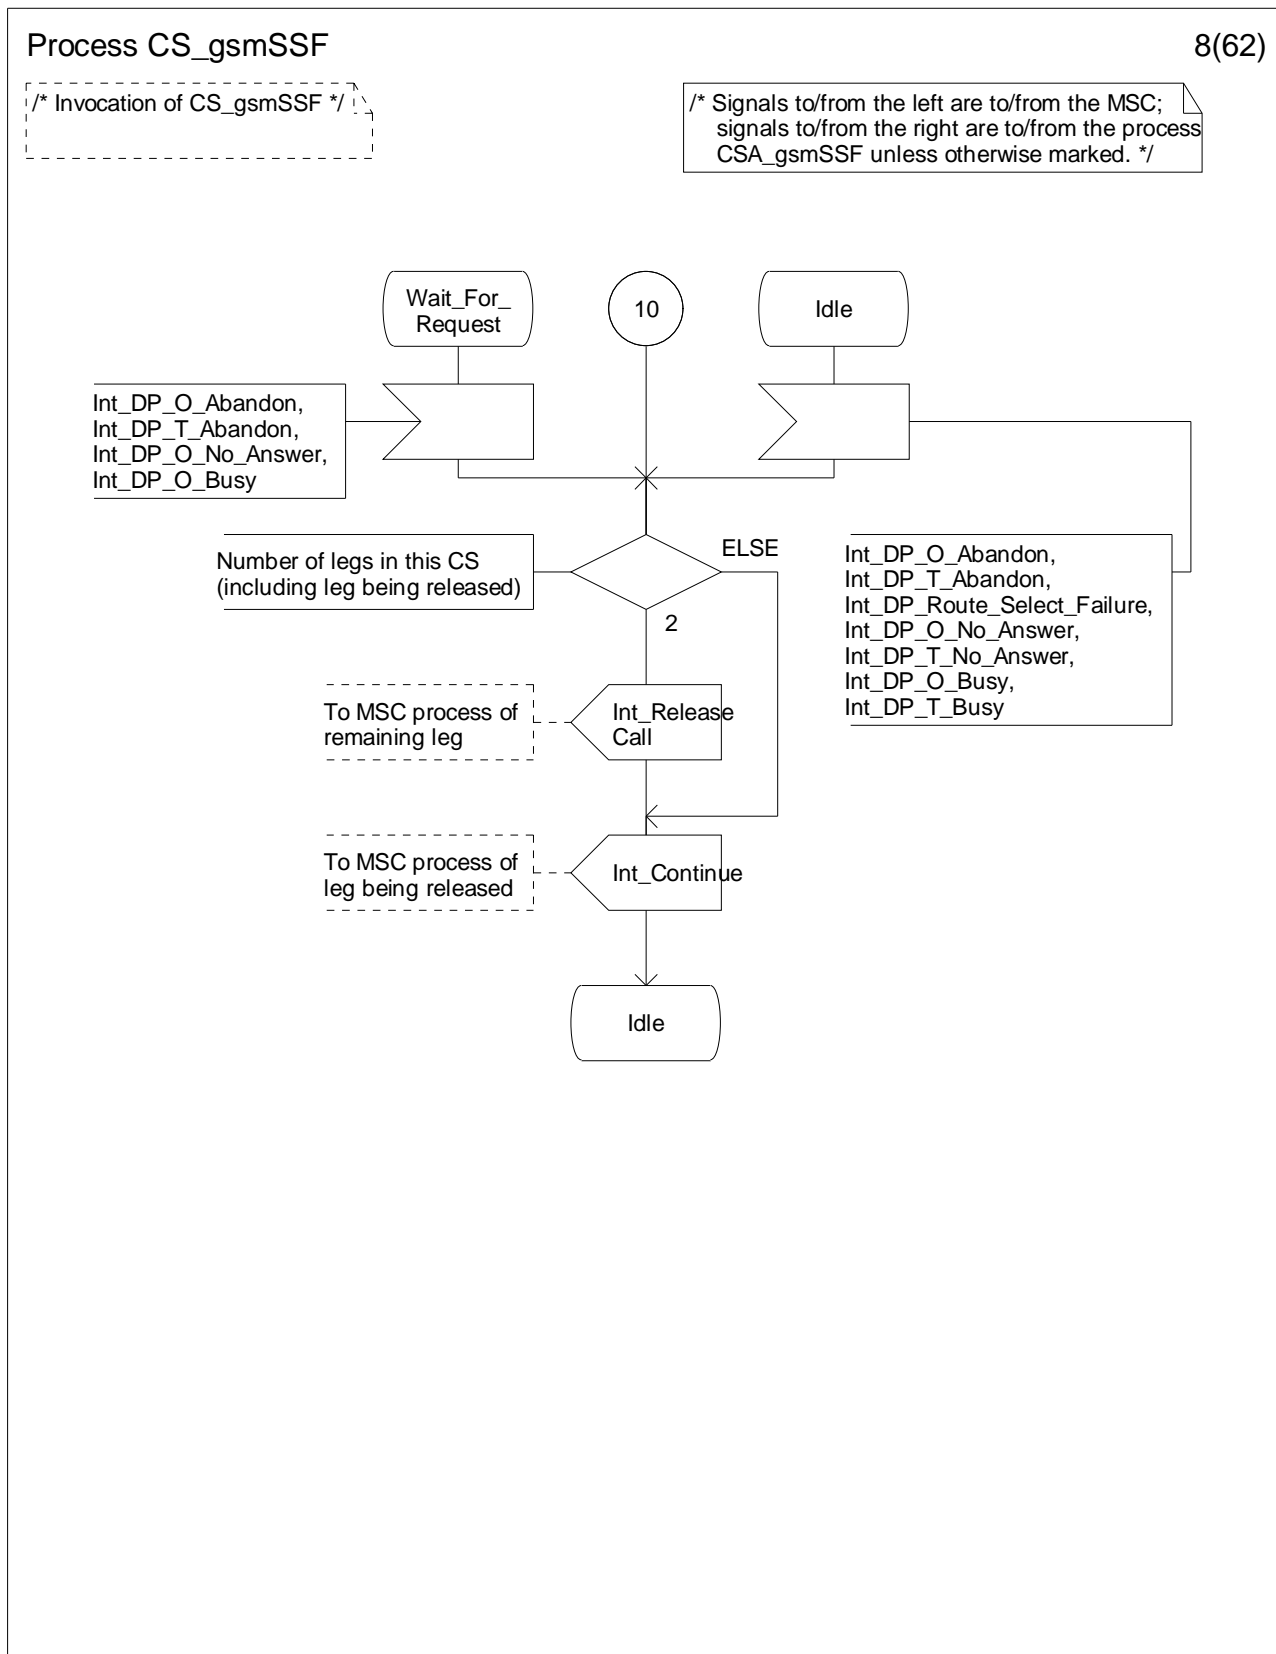 Process CS_gsmSSF
8(62)
/* Invocation of CS_gsmSSF */
/* Signals to/from the left are to/from the MSC;
signals to/from the right are to/from the process
CSA_gsmSSF unless otherwise marked. */
Wait_For_
Request
10
Idle
Int_DP_O_Abandon,
Int_DP_T_Abandon,
Int_DP_O_No_Answer,
Int_DP_O_Busy
Number of legs in this CS
(including leg being released)
ELSE
2
Int_DP_O_Abandon,
Int_DP_T_Abandon,
Int_DP_Route_Select_Failure,
Int_DP_O_No_Answer,
Int_DP_T_No_Answer,
Int_DP_O_Busy,
Int_DP_T_Busy
To MSC process of
remaining leg
Int_Release
Call
To MSC process of
leg being released
Int_Continue
Idle